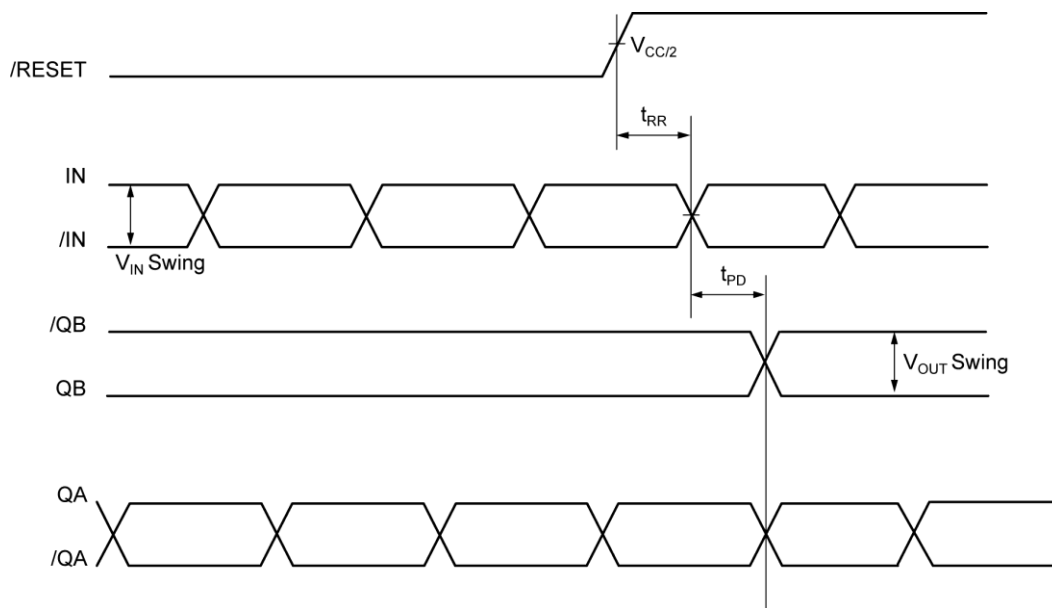 /RESET
VCC/2
tRR
IN
/IN
VIN Swing
tPD
/QB
QB
VOUT Swing
QA
/QA